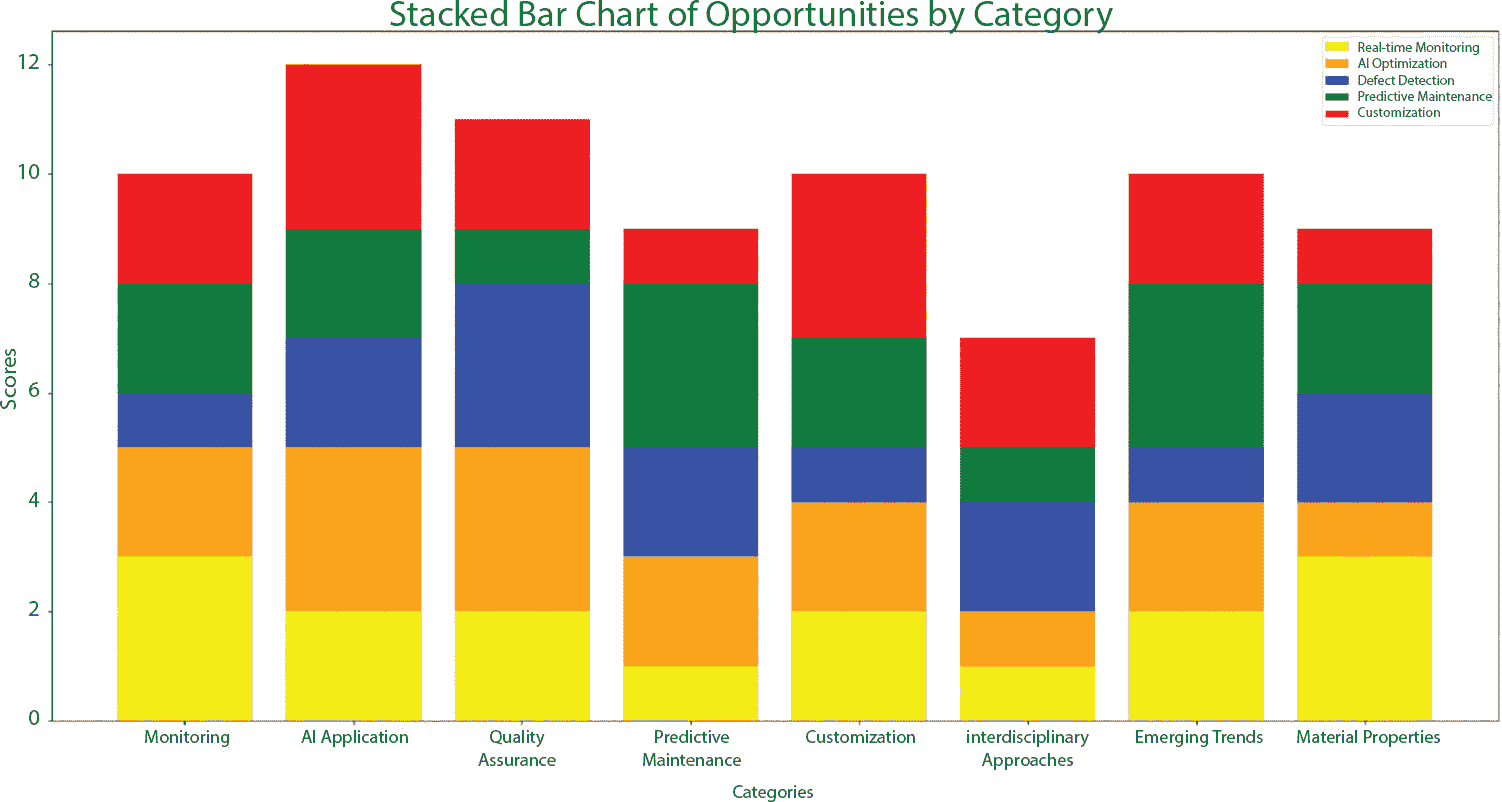 Stacked Bar Chart of Opportunities by Category
Real-time Monitoring
AI Optimization
Defect Detection
Predictive Maintenance
Customization
12
10
8
6
4
2
0
Scores
Monitoring
AI Application
Quality
Assurance
Predictive
Maintenance
Customization
interdisciplinary
Approaches
Emerging Trends
Material Properties
Categories